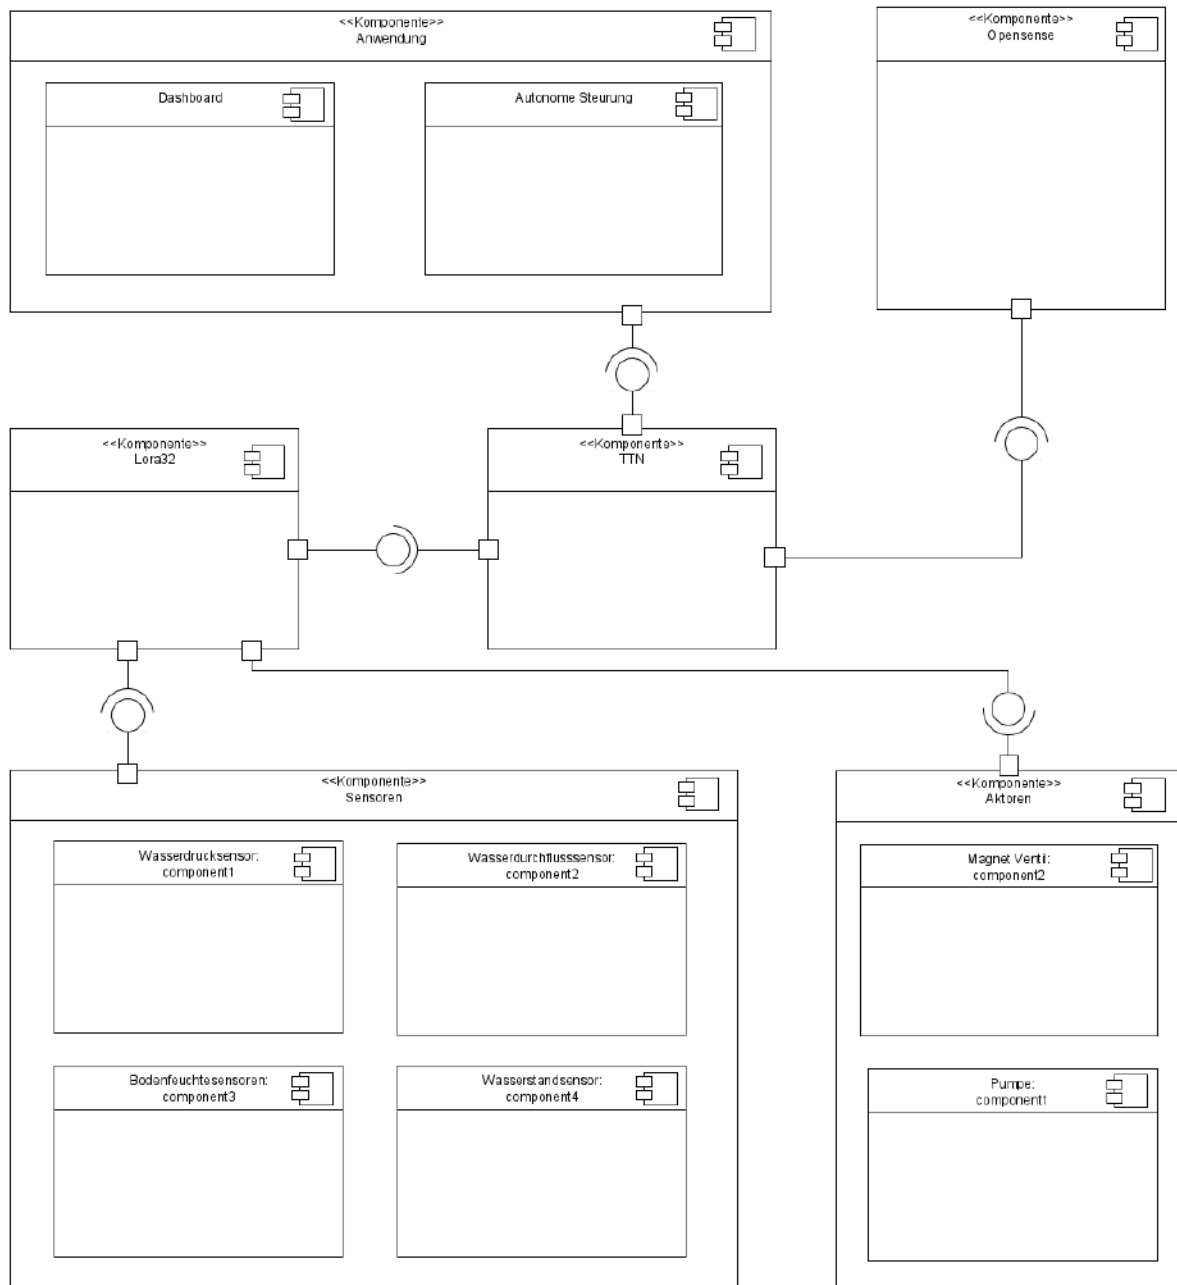 <<Komponente>>
Anwendung
Dashboard
Autonome Steurung
<<Komponente>>
Opensense
<<Komponente>>
Lora32
<<Komponente>>
TTN
<<Komponente>>
Sensoren
Wasserdrucksensor:
component1
Wasserdurchflusssensor:
component2
Bodenfeuchtesensoren:
component3
Wasserstandsensor:
component4
<<Komponente>>
Aktoren
Magnet Ventil:
component2
Pumpe:
component1